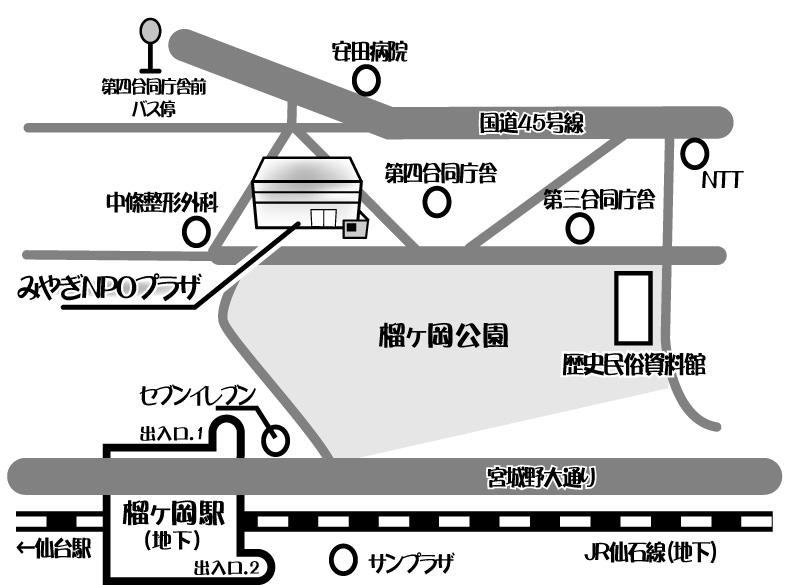 安田病院
第四合同庁舎前
バス停
国道45号線
NTT
第四合同庁舎
第三合同庁舎
中條整形外科
みやぎNPOプラザ
榴ヶ岡公園
歴史民俗資料館
セブンイレブン
出入口.1
宮城野大通り
榴ヶ岡駅
(地下)
←仙台駅
出入口.2
サンプラザ
JR仙石線(地下)